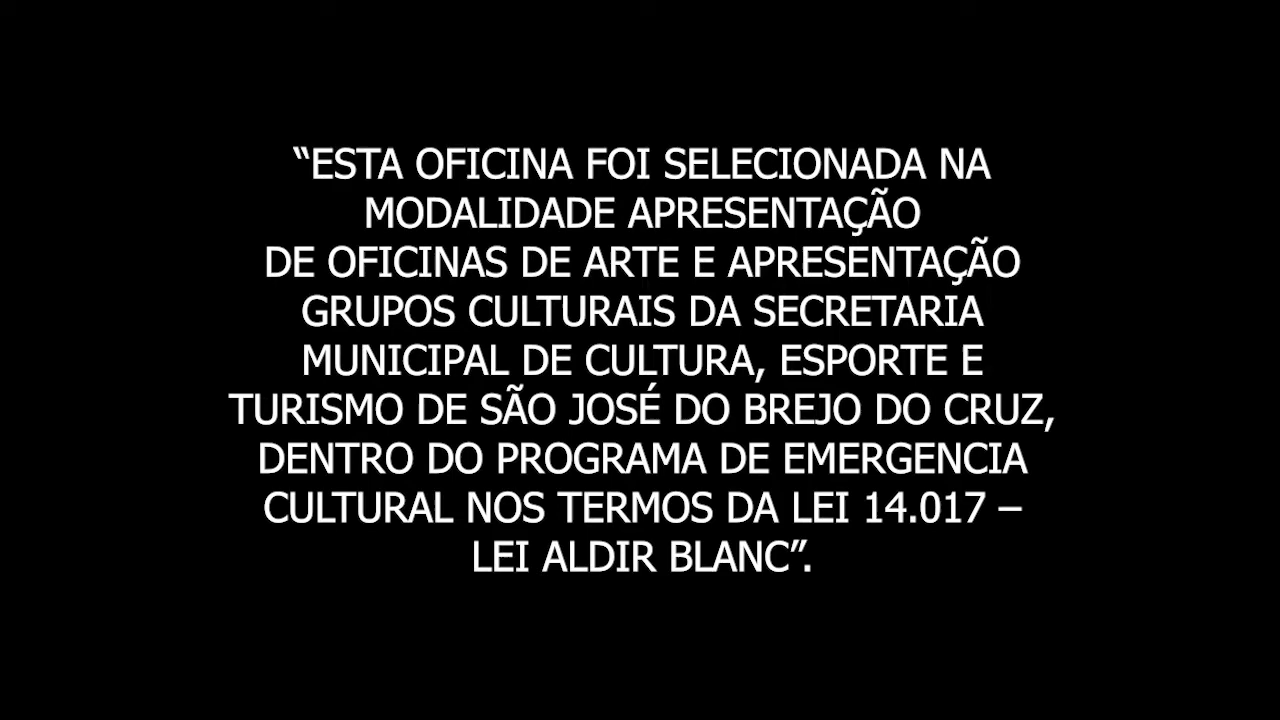 “ESTA OFICINA FOI SELECIONADA NA
MODALIDADE APRESENTAÇÃO
DE OFICINAS DE ARTE E APRESENTAÇÃO
GRUPOS CULTURAIS DA SECRETARIA
MUNICIPAL DE CULTURA, ESPORTE E
TURISMO DE SÃO JOSÉ DO BREJO DO CRUZ,
DENTRO DO PROGRAMA DE EMERGENCIA
CULTURAL NOS TERMOS DA LEI 14.017 –
LEI ALDIR BLANC”.